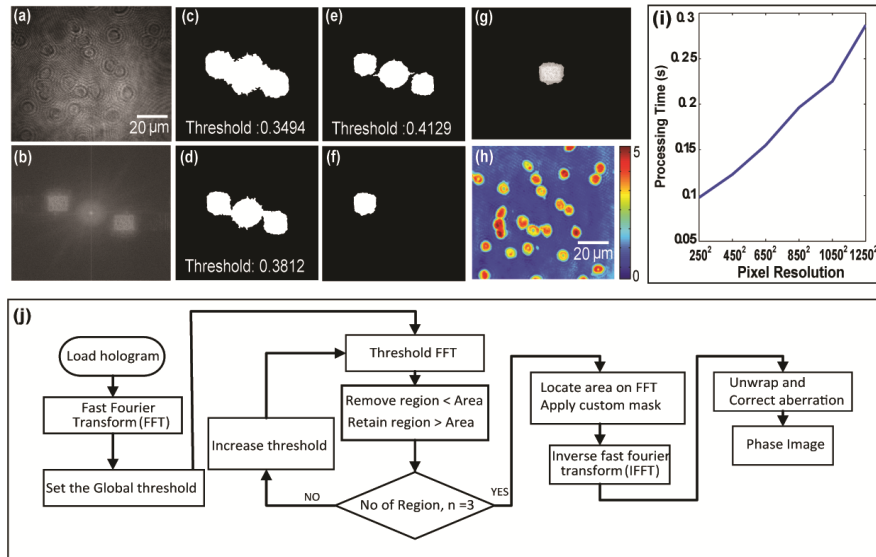 (a)
20 µm
(b)
(c)
Threshold :0.3494
(d)
Threshold: 0.3812
(e)
Threshold :0.4129
(f)
(g)
(h)
5
0
20 µm
(i)
Processing Time (s)
0.3
0.25
0.2
0.1
0.1
0.05
250² 450² 650² 850² 1050² 1250²
Pixel Resolution
(j)
Load hologram
Fast Fourier
Transform (FFT)
Set the Global threshold
Threshold FFT
Remove region < Area
Retain region > Area
Increase threshold
NO
No of Region, n =3
YES
Locate area on FFT
Apply custom mask
Inverse fast fourier
transform (IFFT)
Unwrap and
Correct aberration
Phase Image